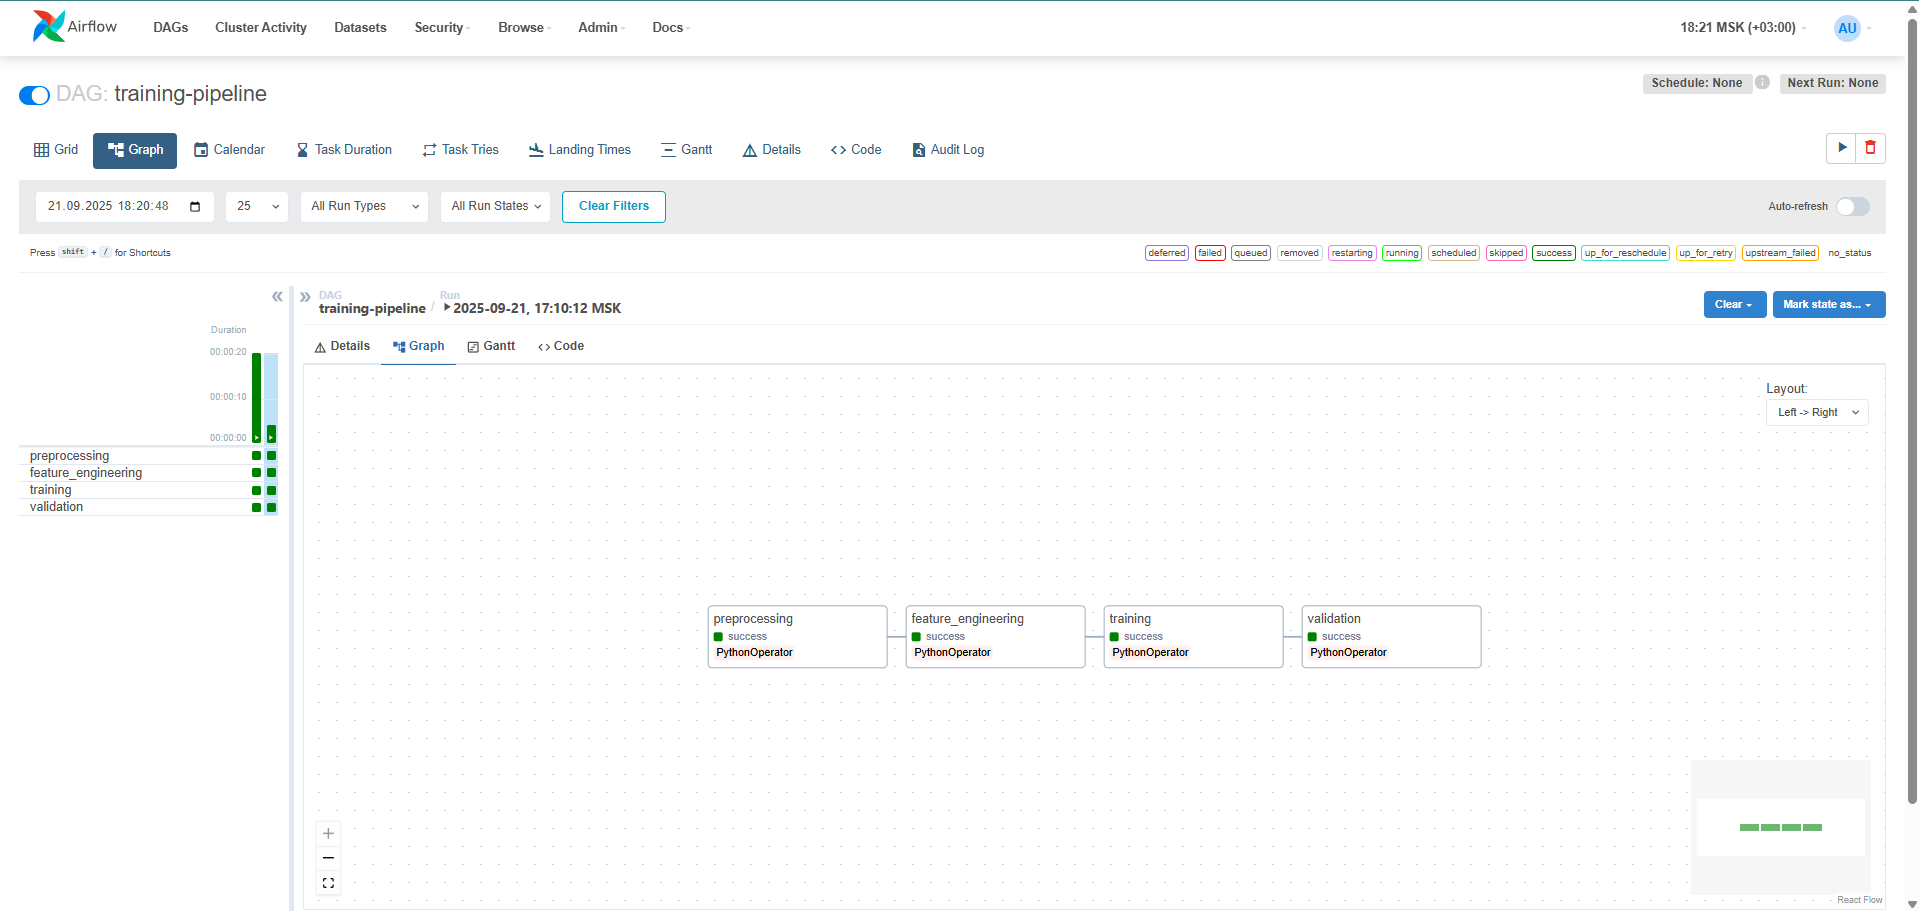 Airflow DAGs Cluster Activity Datasets Security Browse Admin Docs 18:21 MSK (+03:00) AU
DAG: training-pipeline Schedule: None Next Run: None
Grid Graph Calendar Task Duration Task Tries Landing Times Gantt Details Code Audit Log
21.09.2025 18:20:48 25 All Run Types All Run States Clear Filters Auto-refresh
Press shift + / for Shortcuts deferred failed queued removed restarting running scheduled skipped success up_for_reschedule up_for_retry upstream_failed no_status
DAG Run
training-pipeline / 2025-09-21, 17:10:12 MSK Clear Mark state as...
Duration
00:00:20
00:00:10
00:00:00
preprocessing
feature_engineering
training
validation
Details Graph Gantt Code
Layout:
Left -> Right
preprocessing
success
PythonOperator
feature_engineering
success
PythonOperator
training
success
PythonOperator
validation
success
PythonOperator
React Flow